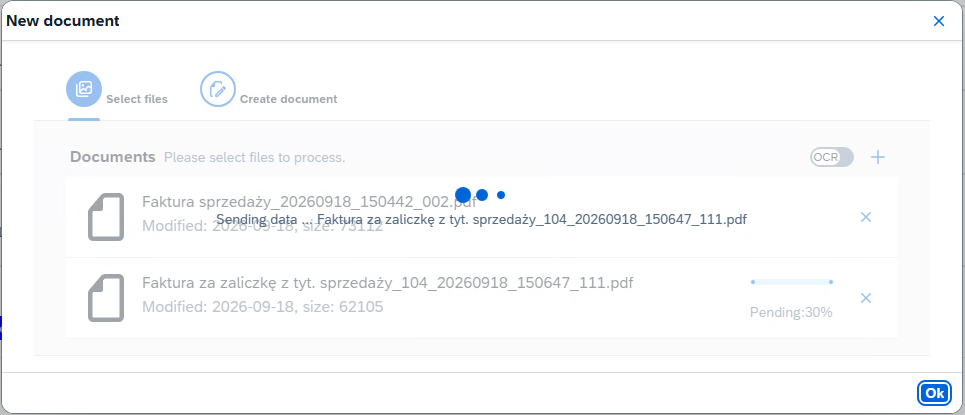 New document
Select files
Create document
Documents Please select files to process.
OCR
Faktura sprzedaży_20260918_150442_002.pdf
Sending data ... Faktura za zaliczkę z tyt. sprzedaży_104_20260918_150647_111.pdf
Modified: 2026-09-18, size: 73112
Faktura za zaliczkę z tyt. sprzedaży_104_20260918_150647_111.pdf
Modified: 2026-09-18, size: 62105
Pending:30%
Ok